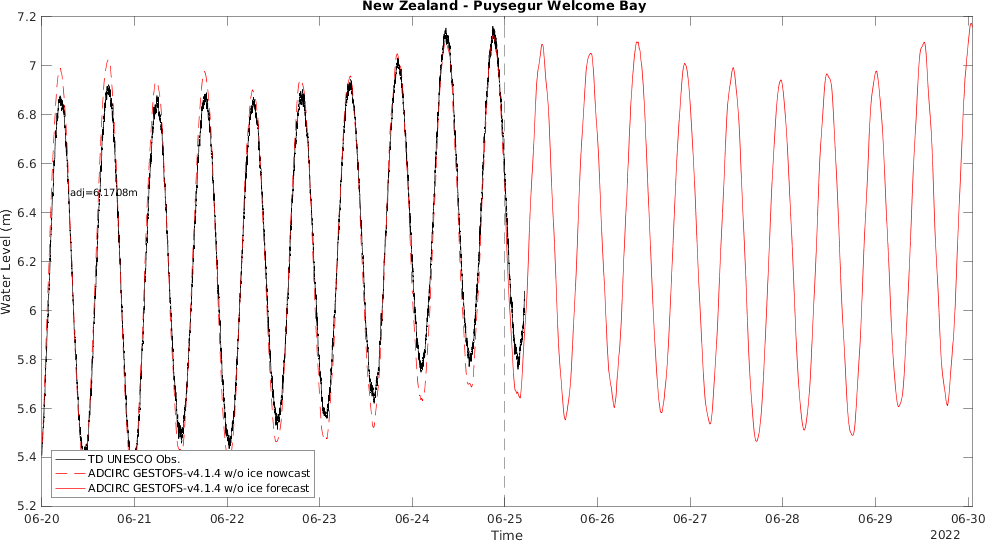 New Zealand - Puysegur Welcome Bay
7.2
7
6.8
6.6
6.4
6.2
6
5.8
5.6
5.4
5.2
Water Level (m)
adj=6.1708m
TD UNESCO Obs.
ADCIRC GESTOFS-v4.1.4 w/o ice nowcast
ADCIRC GESTOFS-v4.1.4 w/o ice forecast
06-20 06-21 06-22 06-23 06-24 06-25 06-26 06-27 06-28 06-29 06-30
Time
2022